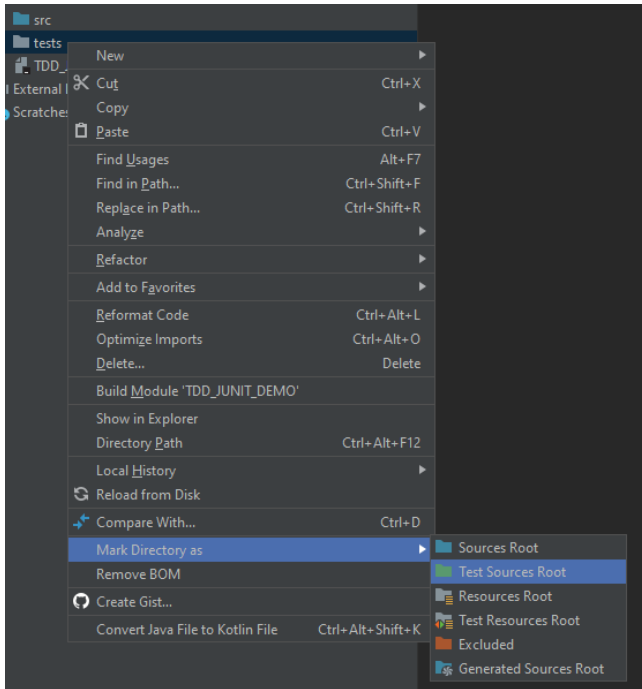 src
tests
TDD_
New
External
Cut Ctrl+X
Scratches
Copy
Paste Ctrl+V
Find Usages Alt+F7
Find in Path... Ctrl+Shift+F
Replace in Path... Ctrl+Shift+R
Analyze
Refactor
Add to Favorites
Reformat Code Ctrl+Alt+L
Optimize Imports Ctrl+Alt+O
Delete... Delete
Build Module 'TDD_JUNIT_DEMO'
Show in Explorer
Directory Path Ctrl+Alt+F12
Local History
Reload from Disk
Compare With... Ctrl+D
Mark Directory as
Remove BOM
Create Gist...
Convert Java File to Kotlin File Ctrl+Alt+Shift+K
Sources Root
Test Sources Root
Resources Root
Test Resources Root
Excluded
Generated Sources Root